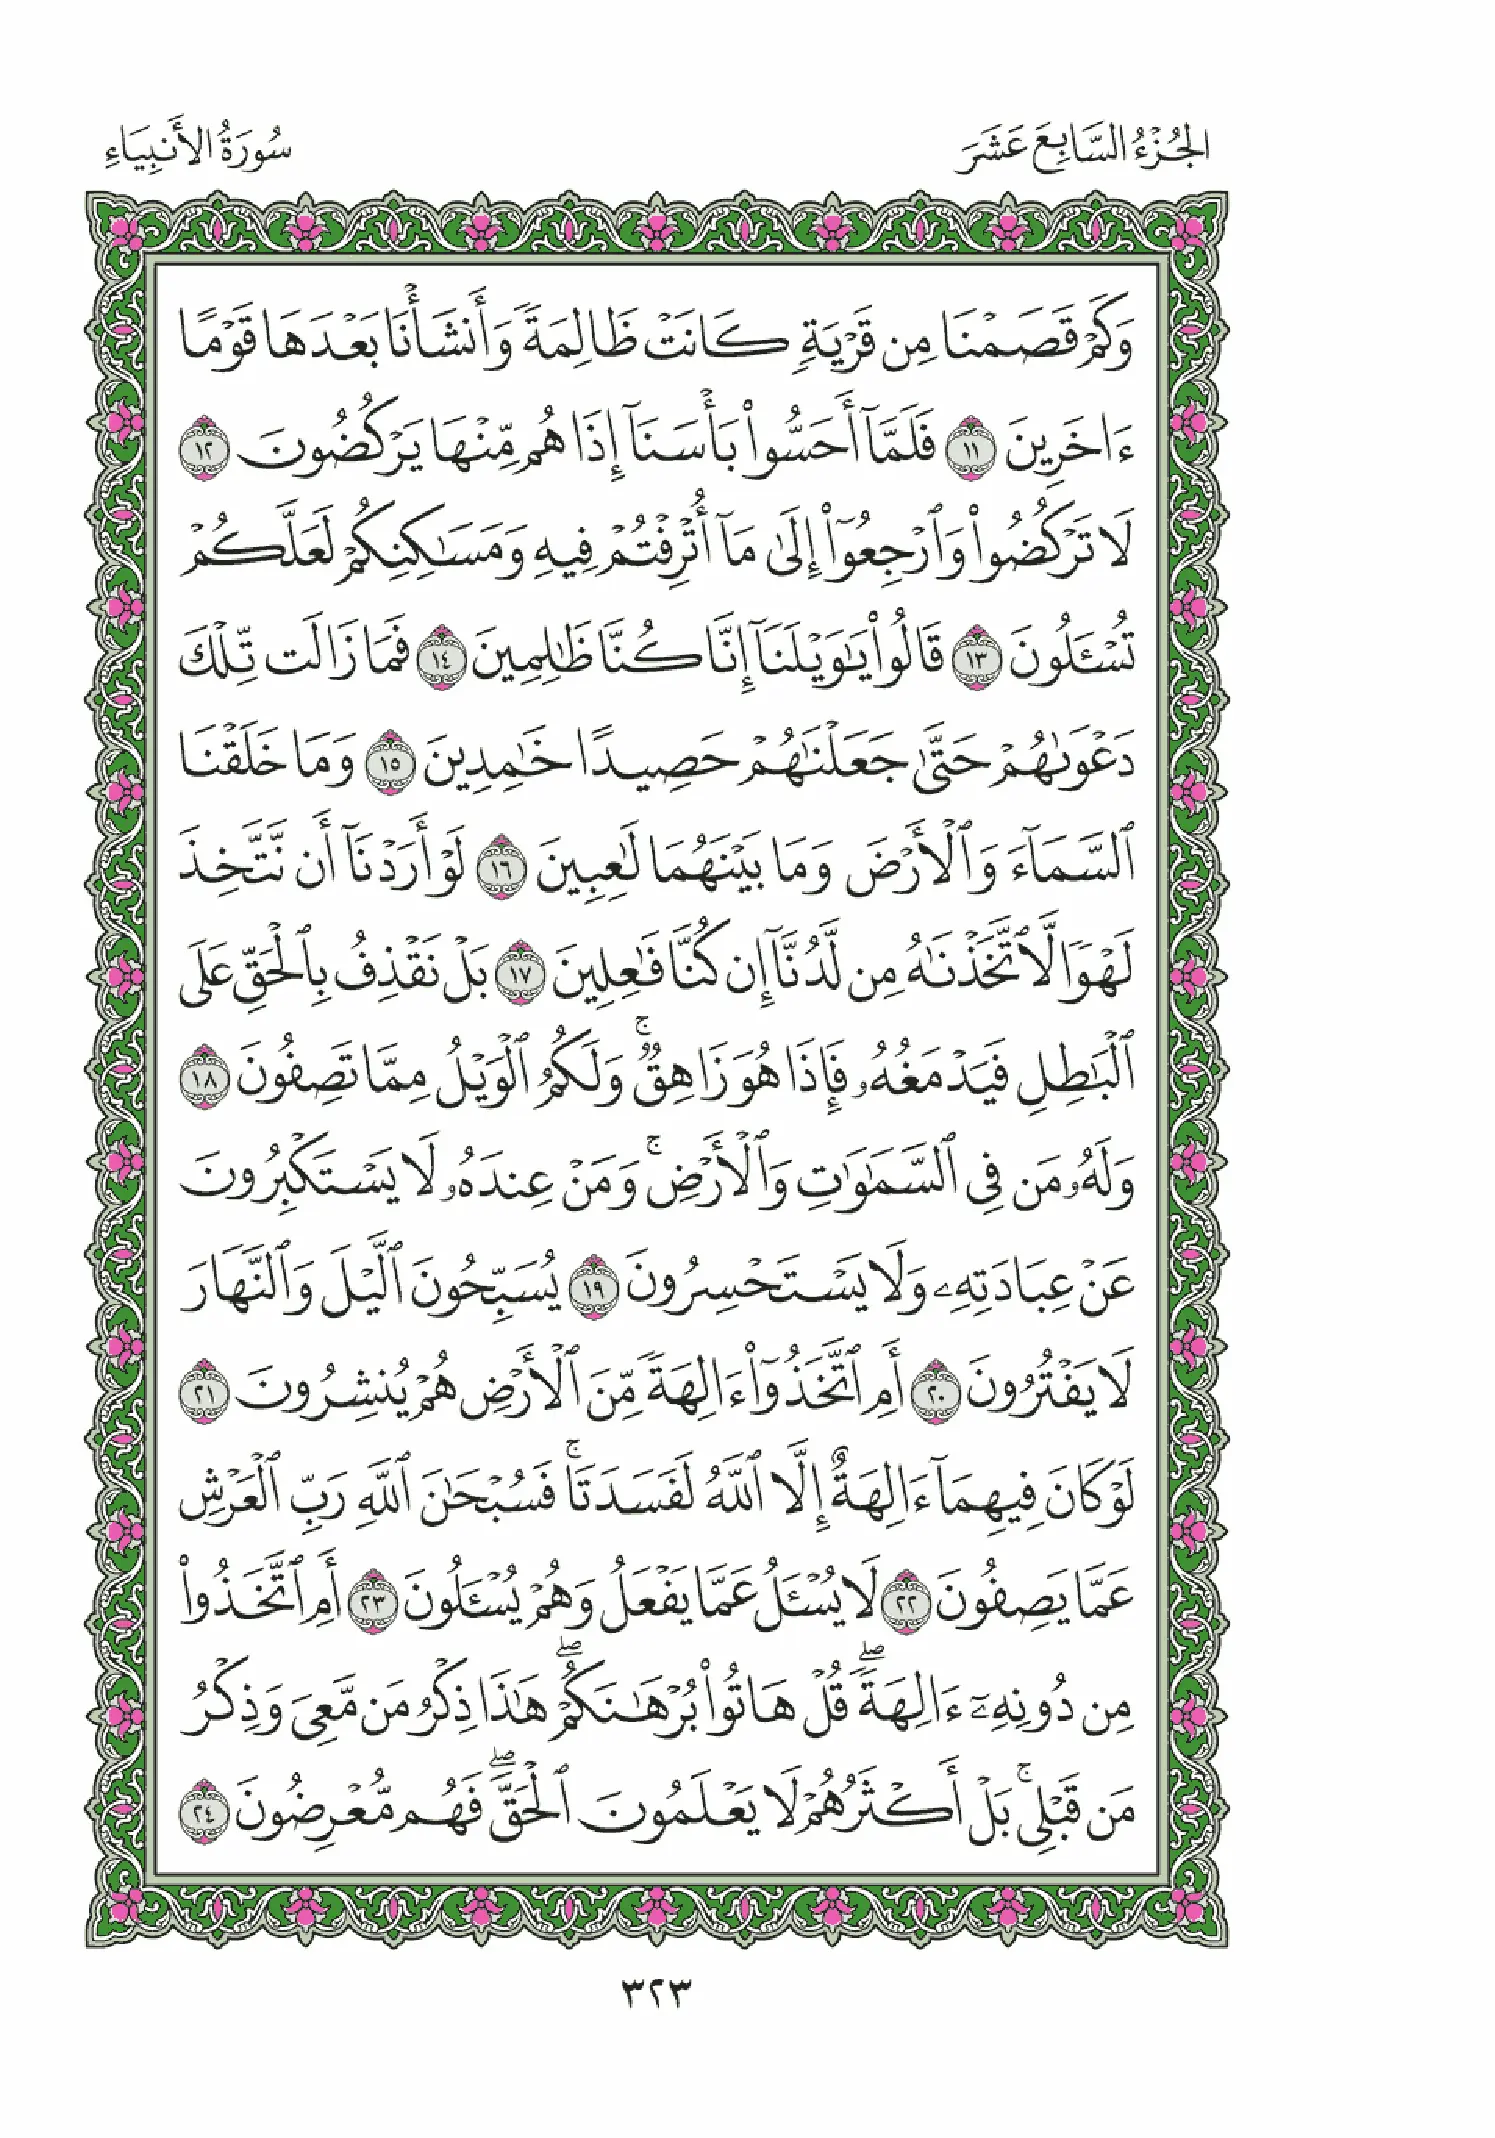 الجُزْءُ السَّابِعَ عَشَرَ
سُورَةُ الأَنبِيَاءِ
وَكَمْ قَصَمْنَا مِن قَرْيَةٍ كَانَتْ ظَالِمَةً وَأَنشَأْنَا بَعْدَهَا قَوْمًا
ءَاخَرِينَ ١١ فَلَمَّآ أَحَسُّوا۟ بَأْسَنَآ إِذَا هُم مِّنْهَا يَرْكُضُونَ ١٢
لَا تَرْكُضُوا۟ وَٱرْجِعُوٓا۟ إِلَىٰ مَآ أُتْرِفْتُمْ فِيهِ وَمَسَـٰكِنِكُمْ لَعَلَّكُمْ
تُسْـَٔلُونَ ١٣ قَالُوا۟ يَـٰوَيْلَنَآ إِنَّا كُنَّا ظَـٰلِمِينَ ١٤ فَمَا زَالَت تِّلْكَ
دَعْوَىٰهُمْ حَتَّىٰ جَعَلْنَـٰهُمْ حَصِيدًا خَـٰمِدِينَ ١٥ وَمَا خَلَقْنَا
ٱلسَّمَآءَ وَٱلْأَرْضَ وَمَا بَيْنَهُمَا لَـٰعِبِينَ ١٦ لَوْ أَرَدْنَآ أَن نَّتَّخِذَ
لَهْوًا لَّٱتَّخَذْنَـٰهُ مِن لَّدُنَّآ إِن كُنَّا فَـٰعِلِينَ ١٧ بَلْ نَقْذِفُ بِٱلْحَقِّ عَلَى
ٱلْبَـٰطِلِ فَيَدْمَغُهُۥ فَإِذَا هُوَ زَاهِقٌ ۚ وَلَكُمُ ٱلْوَيْلُ مِمَّا تَصِفُونَ ١٨
وَلَهُۥ مَن فِى ٱلسَّمَـٰوَٰتِ وَٱلْأَرْضِ ۚ وَمَنْ عِندَهُۥ لَا يَسْتَكْبِرُونَ
عَنْ عِبَادَتِهِۦ وَلَا يَسْتَحْسِرُونَ ١٩ يُسَبِّحُونَ ٱلَّيْلَ وَٱلنَّهَارَ
لَا يَفْتُرُونَ ٢٠ أَمِ ٱتَّخَذُوٓا۟ ءَالِهَةً مِّنَ ٱلْأَرْضِ هُمْ يُنشِرُونَ ٢١
لَوْ كَانَ فِيهِمَآ ءَالِهَةٌ إِلَّا ٱللَّهُ لَفَسَدَتَا ۚ فَسُبْحَـٰنَ ٱللَّهِ رَبِّ ٱلْعَرْشِ
عَمَّا يَصِفُونَ ٢٢ لَا يُسْـَٔلُ عَمَّا يَفْعَلُ وَهُمْ يُسْـَٔلُونَ ٢٣ أَمِ ٱتَّخَذُوا۟
مِن دُونِهِۦٓ ءَالِهَةً ۖ قُلْ هَاتُوا۟ بُرْهَـٰنَكُمْ ۖ هَـٰذَا ذِكْرُ مَن مَّعِىَ وَذِكْرُ
مَن قَبْلِى ۚ بَلْ أَكْثَرُهُمْ لَا يَعْلَمُونَ ٱلْحَقَّ ۖ فَهُم مُّعْرِضُونَ ٢٤
٣٢٣